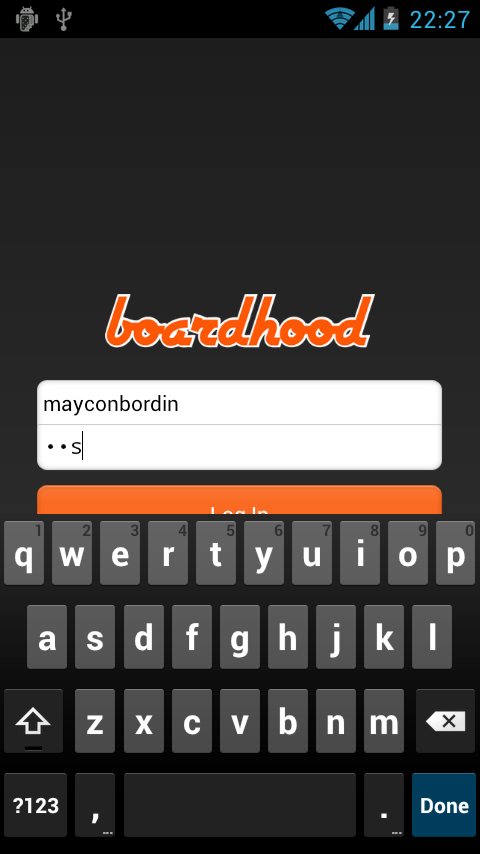 22:27
boardhood
mayconbordin
••s
Log In
1 2 3 4 5 6 7 8 9 0
q w e r t y u i o p
a s d f g h j k l
z x c v b n m
?123 , ... . ... Done